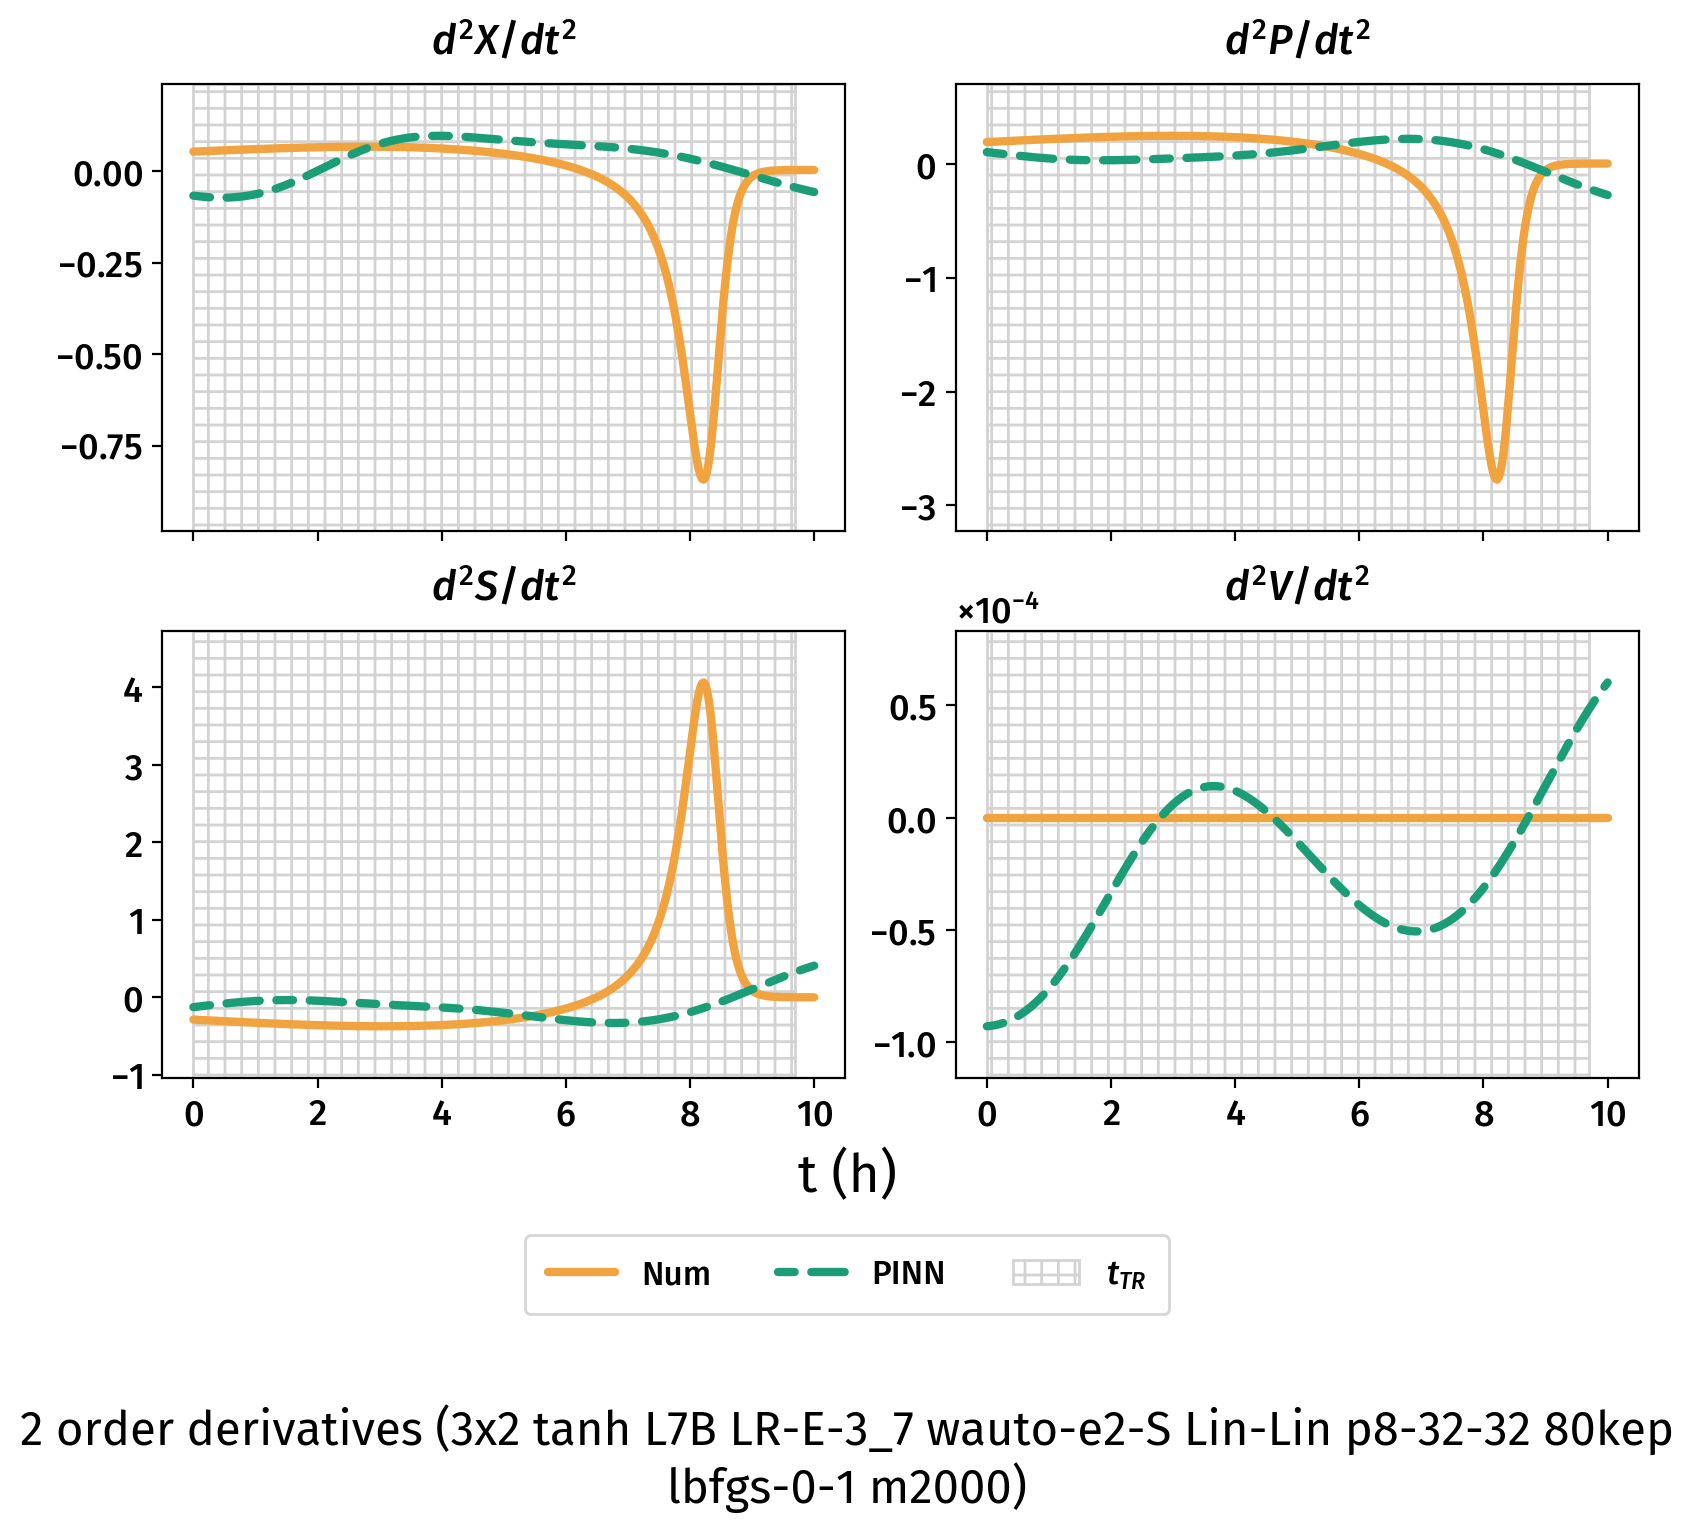 d²X/dt²
0.00
−0.25
−0.50
−0.75
d²P/dt²
0
−1
−2
−3
d²S/dt²
4
3
2
1
0
−1
0 2 4 6 8 10
d²V/dt²
×10⁻⁴
0.5
0.0
−0.5
−1.0
0 2 4 6 8 10
t (h)
Num PINN t_TR
2 order derivatives (3x2 tanh L7B LR-E-3_7 wauto-e2-S Lin-Lin p8-32-32 80kep
lbfgs-0-1 m2000)